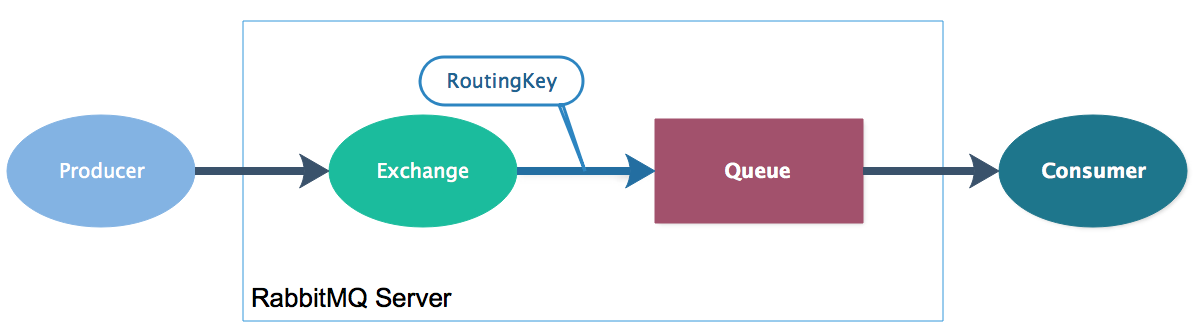 RoutingKey
Producer
Exchange
Queue
Consumer
RabbitMQ Server